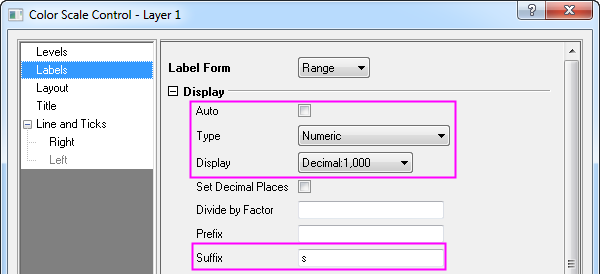 Color Scale Control - Layer 1
?
Levels
Labels
Layout
Title
Line and Ticks
Right
Left
Label Form Range
Display
Auto
Type Numeric
Display Decimal:1,000
Set Decimal Places
Divide by Factor
Prefix
Suffix s